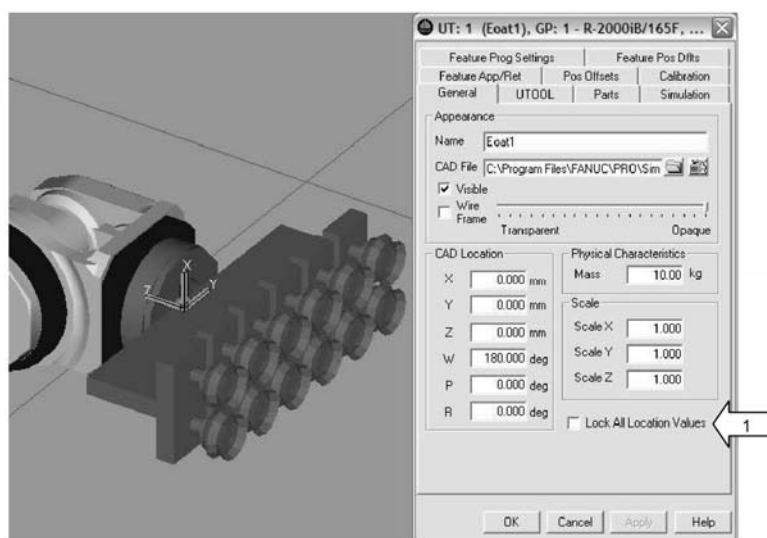 UT: 1 (Eoat1), GP: 1 - R-2000iB/165F, ...
Feature Prog Settings Feature Pos Dflts
Feature App/Ret Pos Offsets Calibration
General UTOOL Parts Simulation
Appearance
Name Eoat1
CAD File C:\Program Files\FANUC\PRO\Sim
Visible
Wire
Frame
Transparent Opaque
CAD Location
X 0.000 mm
Y 0.000 mm
Z 0.000 mm
W 180.000 deg
P 0.000 deg
R 0.000 deg
Physical Characteristics
Mass 10.00 kg
Scale
Scale X 1.000
Scale Y 1.000
Scale Z 1.000
Lock All Location Values
1
OK Cancel Apply Help
X
Y
Z